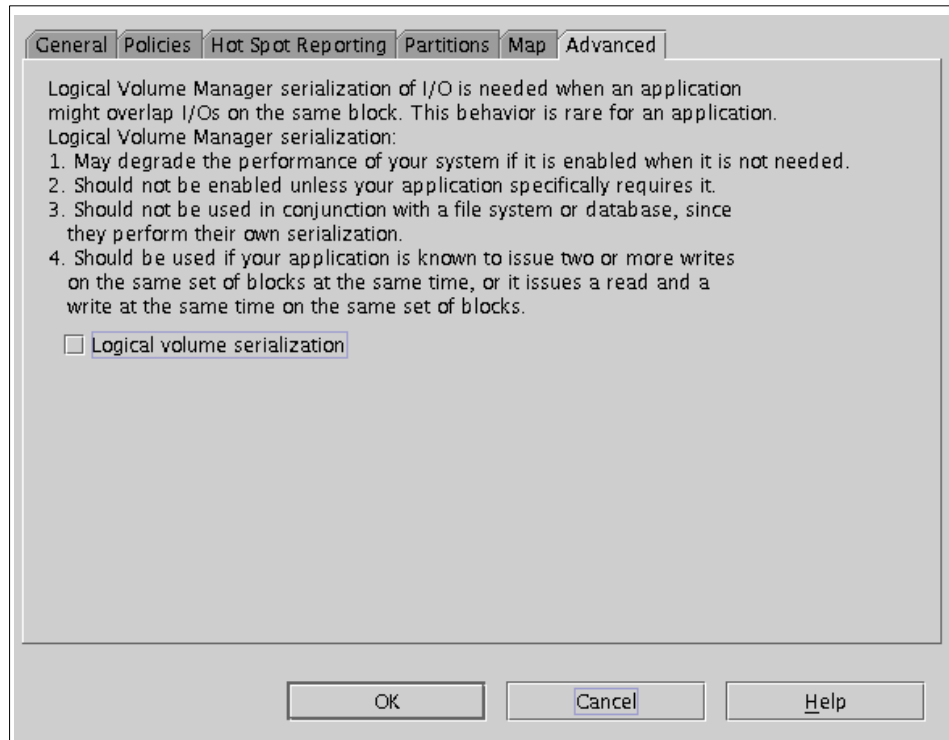 General Policies Hot Spot Reporting Partitions Map Advanced
Logical Volume Manager serialization of I/O is needed when an application
might overlap I/Os on the same block. This behavior is rare for an application.
Logical Volume Manager serialization:
1. May degrade the performance of your system if it is enabled when it is not needed.
2. Should not be enabled unless your application specifically requires it.
3. Should not be used in conjunction with a file system or database, since
they perform their own serialization.
4. Should be used if your application is known to issue two or more writes
on the same set of blocks at the same time, or it issues a read and a
write at the same time on the same set of blocks.
Logical volume serialization
OK Cancel Help